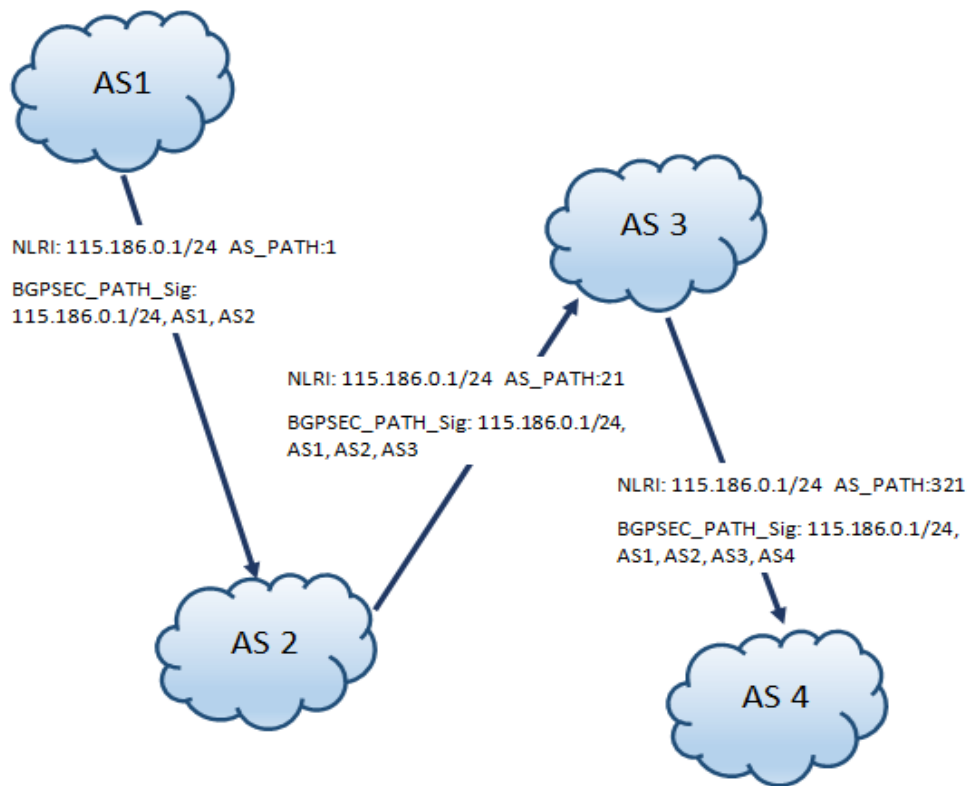 AS1
NLRI: 115.186.0.1/24 AS_PATH:1
BGPSEC_PATH_Sig:
115.186.0.1/24, AS1, AS2
AS 3
NLRI: 115.186.0.1/24 AS_PATH:21
BGPSEC_PATH_Sig: 115.186.0.1/24,
AS1, AS2, AS3
NLRI: 115.186.0.1/24 AS_PATH:321
BGPSEC_PATH_Sig: 115.186.0.1/24,
AS1, AS2, AS3, AS4
AS 2
AS 4